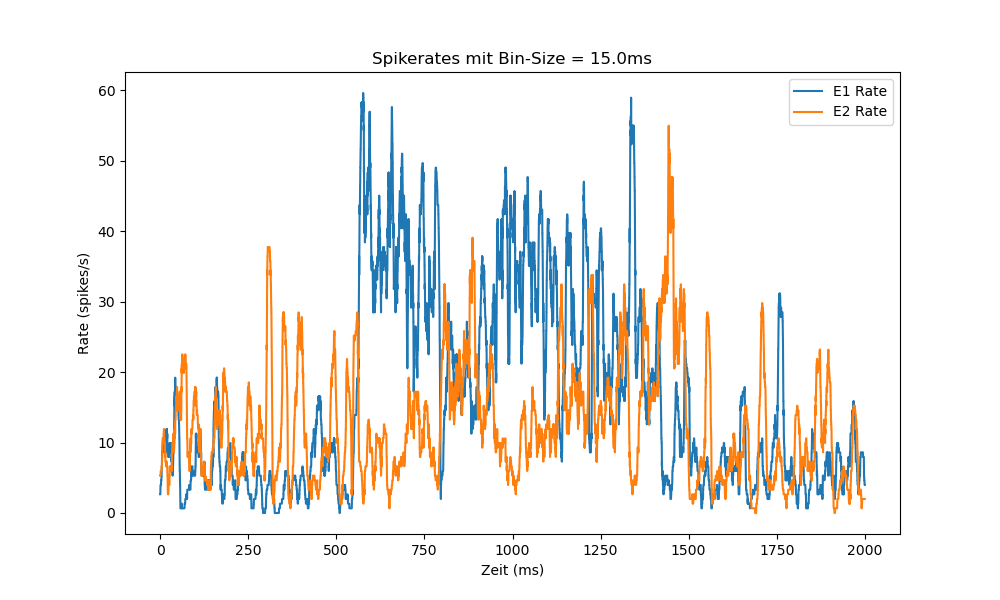 Spikerates mit Bin-Size = 15.0ms
E1 Rate
E2 Rate
60
50
40
30
20
10
0
Rate (spikes/s)
0 250 500 750 1000 1250 1500 1750 2000
Zeit (ms)